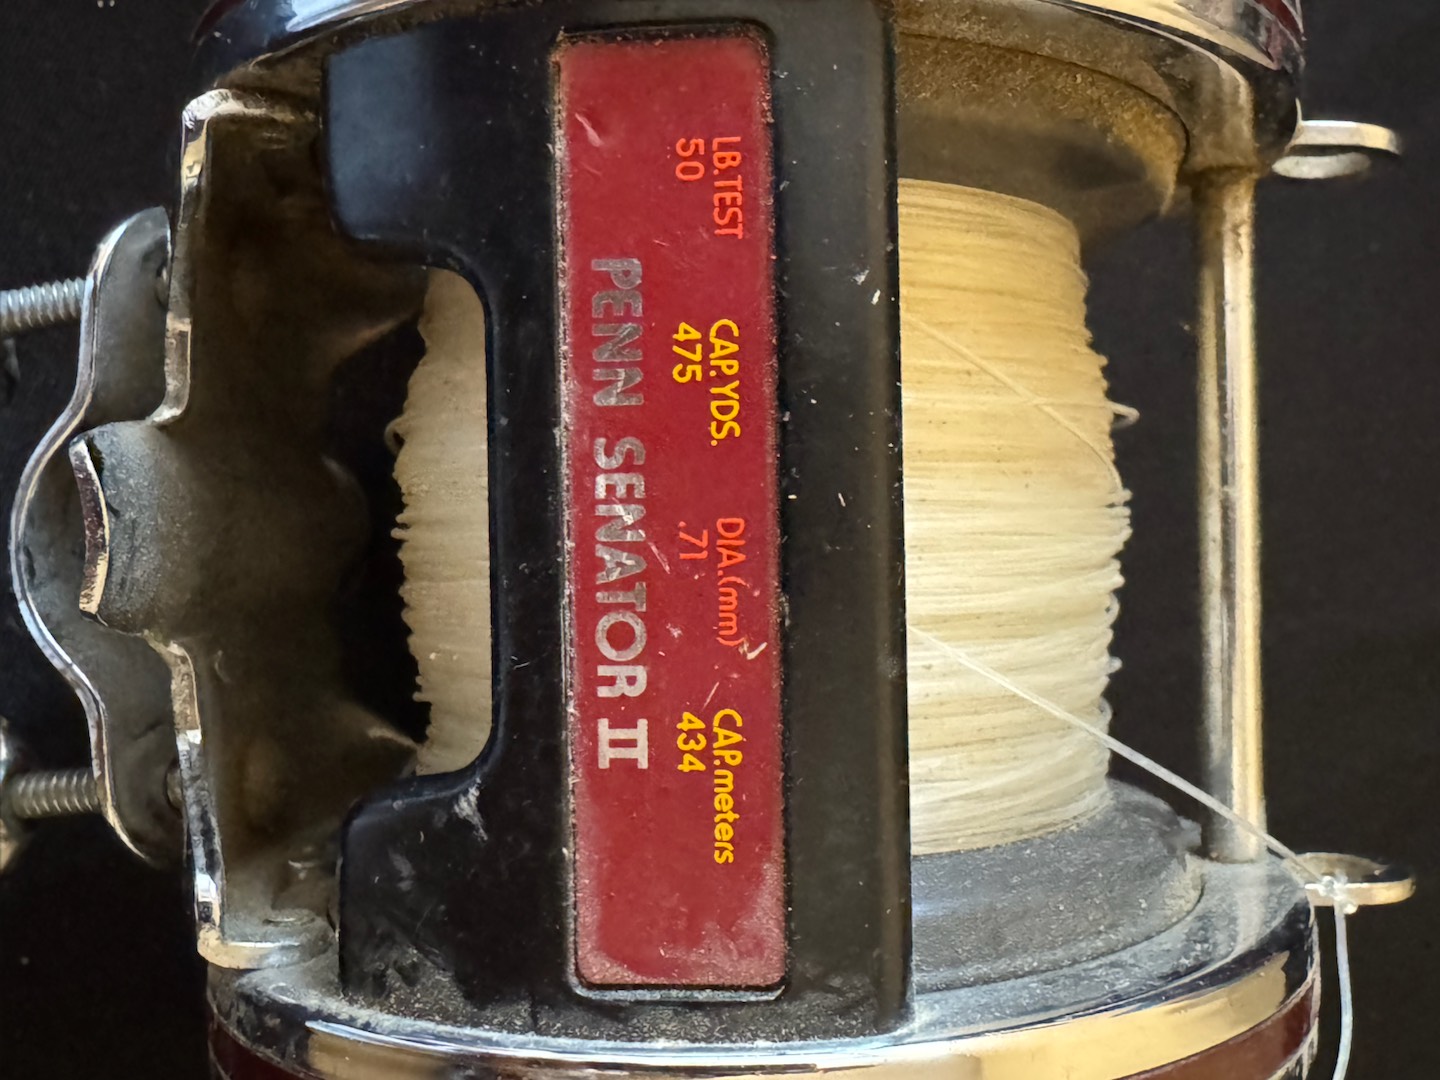 LB.TEST CAP.YDS. DIA.(mm) CAP.meters
50 475 .71 434
PENN SENATOR II